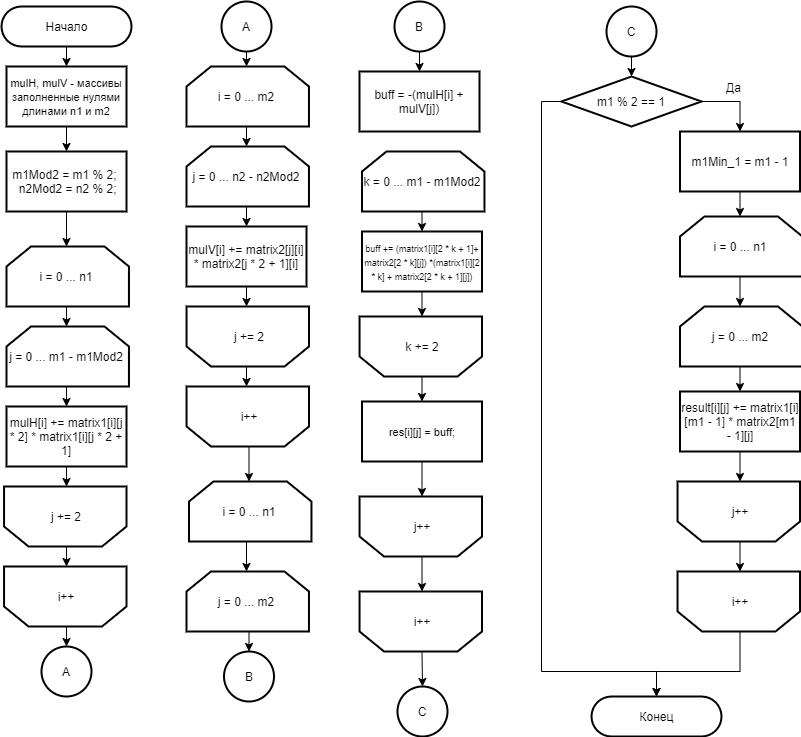 Начало
mulH, mulV - массивы
заполненные нулями
длинами n1 и m2
m1Mod2 = m1 % 2;
n2Mod2 = n2 % 2;
i = 0 ... n1
j = 0 ... m1 - m1Mod2
mulH[i] += matrix1[i][j
* 2] * matrix1[i][j * 2 +
1]
j += 2
i++
A
A
i = 0 ... m2
j = 0 ... n2 - n2Mod2
mulV[i] += matrix2[j][i]
* matrix2[j * 2 + 1][i]
j += 2
i++
i = 0 ... n1
j = 0 ... m2
B
B
buff = -(mulH[i] +
mulV[j])
k = 0 ... m1 - m1Mod2
buff += (matrix1[i][2 * k + 1]+
matrix2[2 * k][j]) *(matrix1[i][2
* k] + matrix2[2 * k + 1][j])
k += 2
res[i][j] = buff;
j++
i++
C
C
m1 % 2 == 1
Да
m1Min_1 = m1 - 1
i = 0 ... n1
j = 0 ... m2
result[i][j] += matrix1[i]
[m1 - 1] * matrix2[m1
- 1][j]
j++
i++
Конец